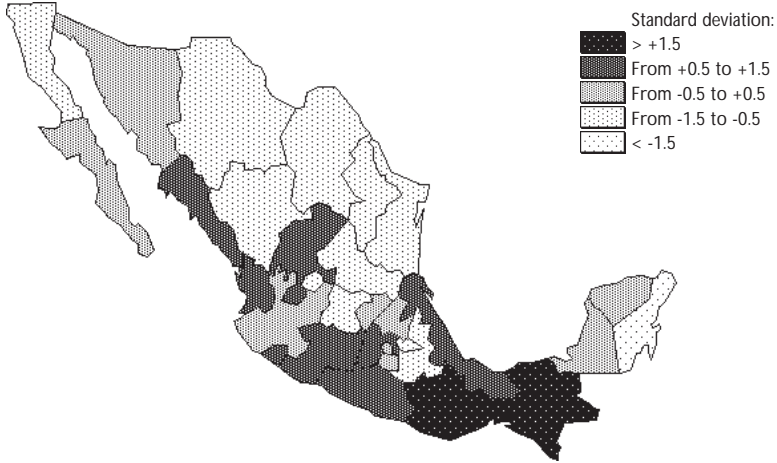 Standard deviation:
> +1.5
From +0.5 to +1.5
From -0.5 to +0.5
From -1.5 to -0.5
< -1.5